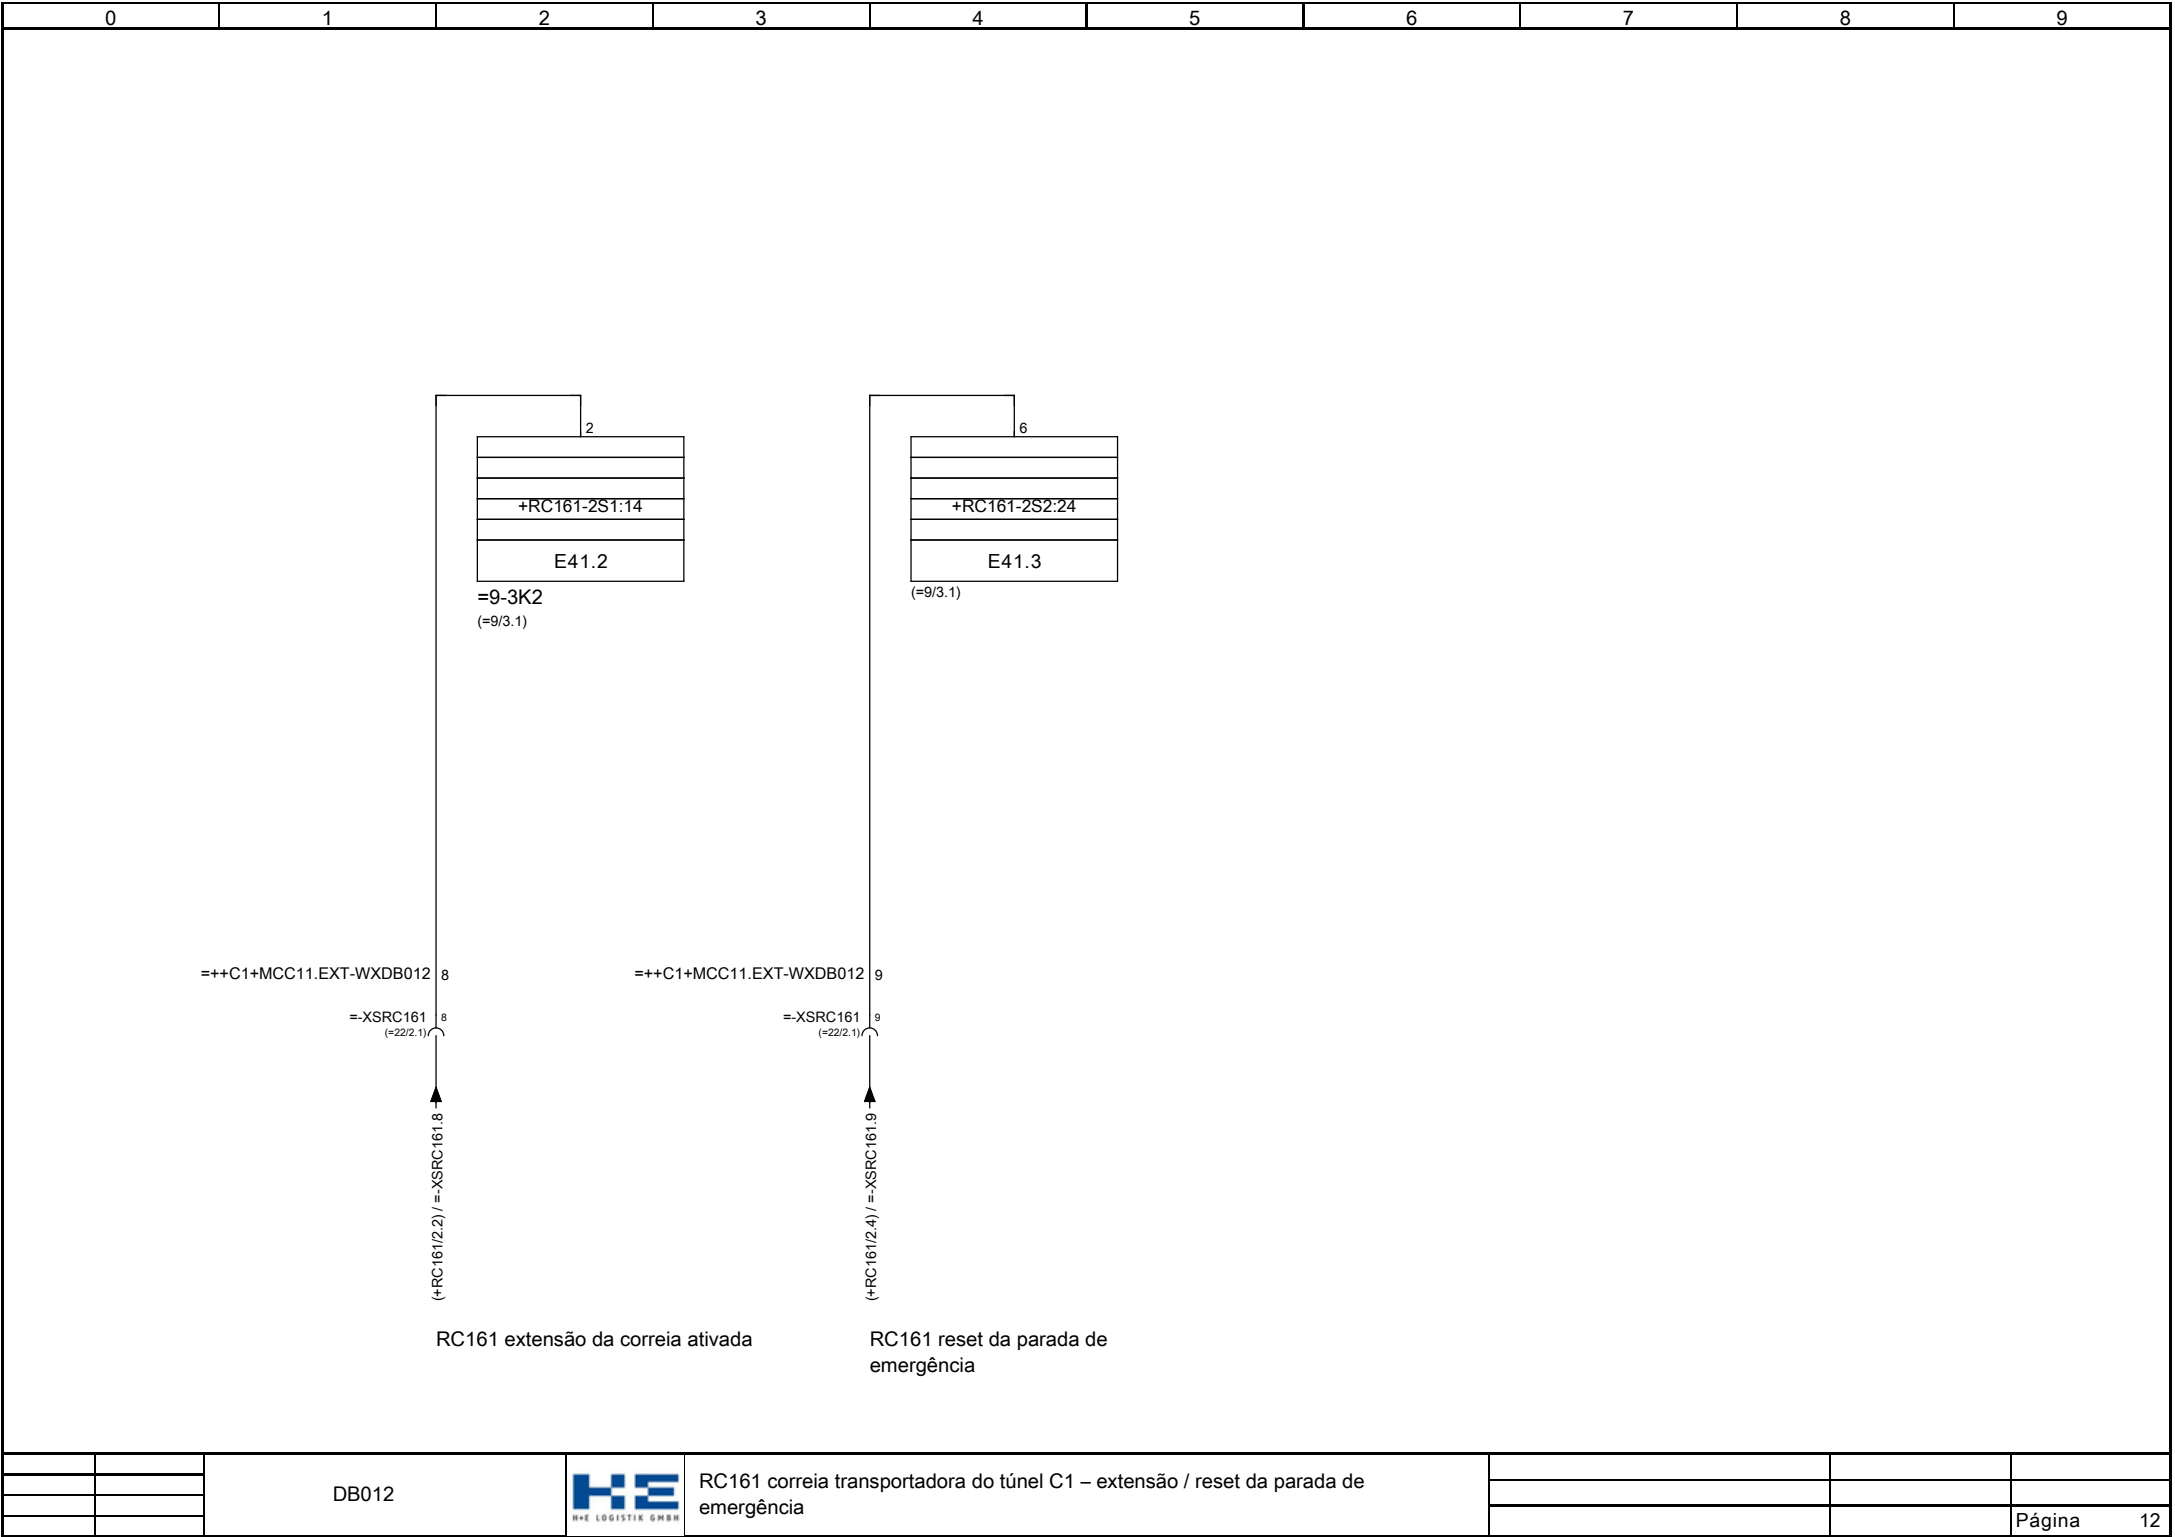 0 1 2 3 4 5 6 7 8 9
2
+RC161-2S1:14
E41.2
=9-3K2
(=9/3.1)
6
+RC161-2S2:24
E41.3
(=9/3.1)
=++C1+MCC11.EXT-WXDB012 8
=-XSRC161 8
(=22/2.1)
(+RC161/2.2) / =-XSRC161.8
RC161 extensão da correia ativada
=++C1+MCC11.EXT-WXDB012 9
=-XSRC161 9
(=22/2.1)
(+RC161/2.4) / =-XSRC161.9
RC161 reset da parada de
emergência
DB012
H+E LOGISTIK GMBH
RC161 correia transportadora do túnel C1 – extensão / reset da parada de
emergência
Página 12